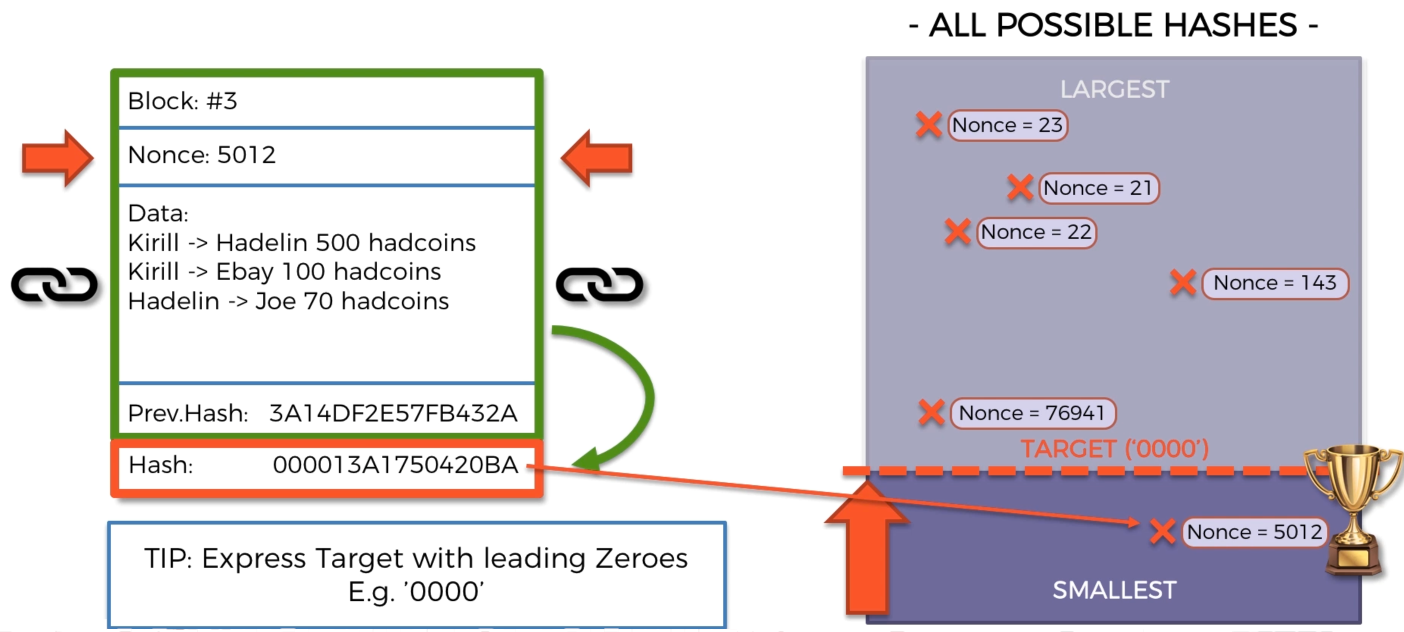 - ALL POSSIBLE HASHES -
Block: #3
Nonce: 5012
Data:
Kirill -> Hadelin 500 hadcoins
Kirill -> Ebay 100 hadcoins
Hadelin -> Joe 70 hadcoins
Prev.Hash: 3A14DF2E57FB432A
Hash: 000013A1750420BA
TIP: Express Target with leading Zeroes
E.g. '0000'
LARGEST
Nonce = 23
Nonce = 21
Nonce = 22
Nonce = 143
Nonce = 76941
TARGET ('0000')
Nonce = 5012
SMALLEST